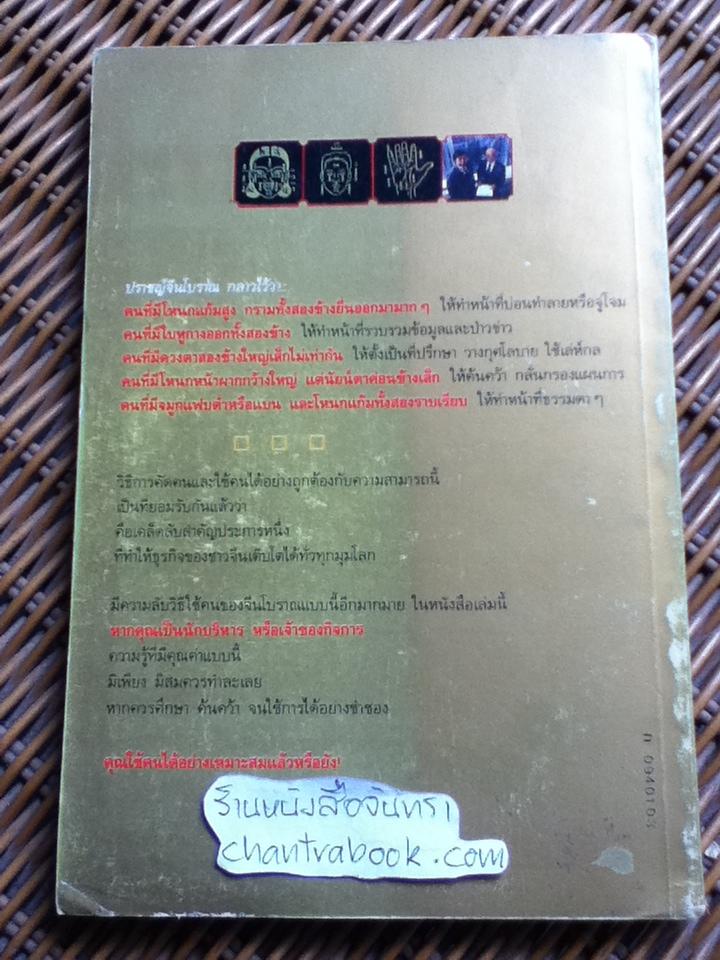 ปราชญ์จีนโบราณ กล่าวไว้ว่า
คนที่มีโหนกแก้มสูง กรามทั้งสองข้างยื่นออกมามาก ๆ ให้ทำหน้าที่บ่อนทำลายหรือจู่โจม
คนที่มีใบหูกางออกทั้งสองข้าง ให้ทำหน้าที่รวบรวมข้อมูลและป่าวข่าว
คนที่มีดวงตาสองข้างใหญ่เล็กไม่เท่ากัน ให้ตั้งเป็นที่ปรึกษา วางกุศโลบาย ใช้เล่ห์กล
คนที่มีโหนกหน้าผากกว้างใหญ่ แต่นัยน์ตาค่อนข้างเล็ก ให้ค้นคว้า กลั่นกรองแผนการ
คนที่มีจมูกแฟบต่ำหรือแบน และโหนกแก้มทั้งสองราบเรียบ ให้ทำหน้าที่ธรรมดา ๆ
วิธีการคัดคนและใช้คนได้อย่างถูกต้องกับความสามารถนี้
เป็นที่ยอมรับกันแล้วว่า
คือเคล็ดลับสำคัญประการหนึ่ง
ที่ทำให้ธุรกิจของชาวจีนเติบโตได้ทั่วทุกมุมโลก
มีความลับวิธีใช้คนของจีนโบราณแบบนี้อีกมากมาย ในหนังสือเล่มนี้
หากคุณเป็นนักบริหาร หรือเจ้าของกิจการ
ความรู้ที่มีคุณค่าแบบนี้
มิเพียง มิสมควรทำละเลย
หากควรศึกษา ค้นคว้า จนใช้การได้อย่างช่ำชอง
คุณใช้คนได้อย่างเหมาะสมแล้วหรือยัง!
ร้านหนังสือจันทรา
chantrabook.com